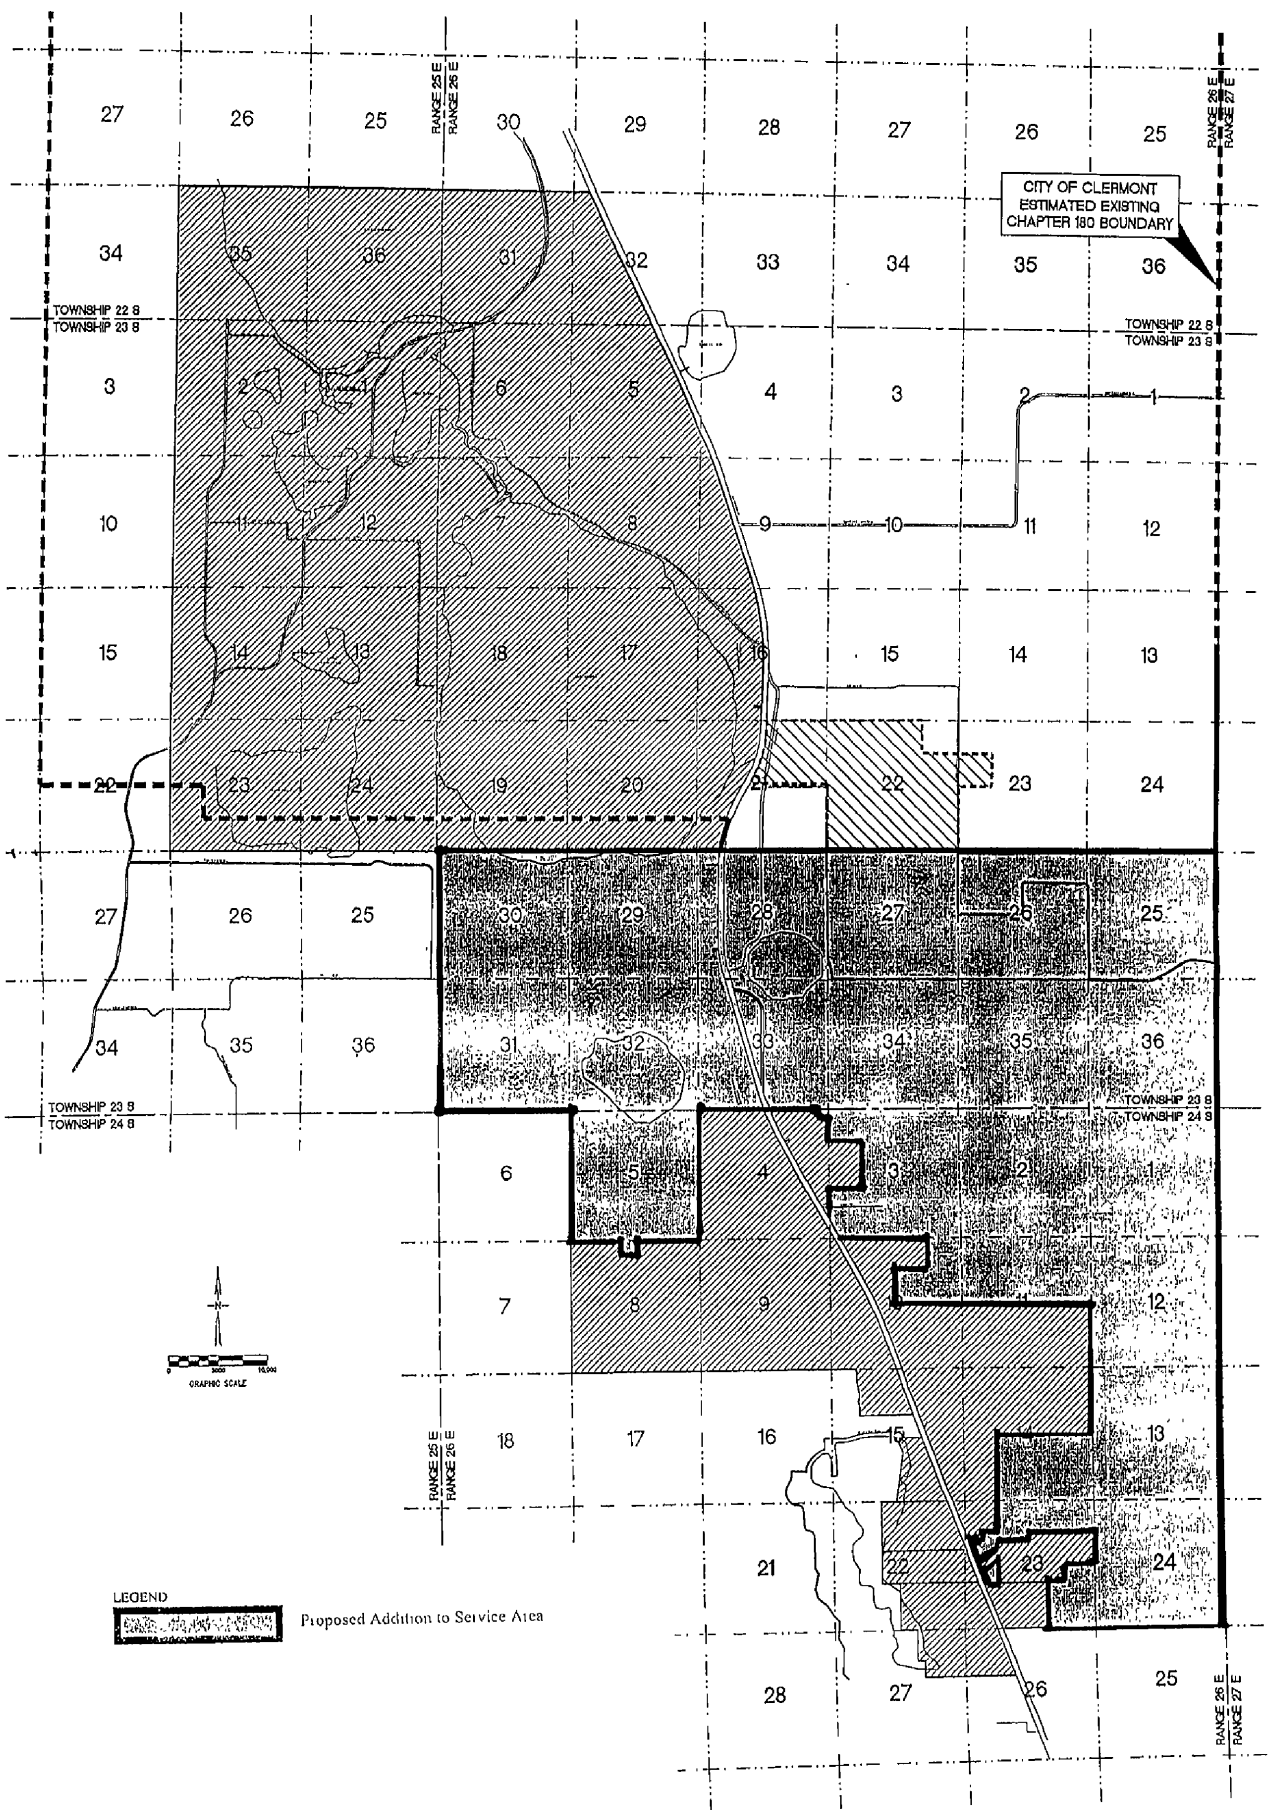 27 26 25 30 29 28 27 26 25
RANGE 25 E
RANGE 26 E
RANGE 26 E
RANGE 27 E
CITY OF CLERMONT
ESTIMATED EXISTING
CHAPTER 180 BOUNDARY
34 35 36 31 32 33 34 35 36
TOWNSHIP 22 S
TOWNSHIP 23 S
TOWNSHIP 22 S
TOWNSHIP 23 S
3 2 1 6 5 4 3 2 1
10 11 12 7 8 9 10 11 12
15 14 13 18 17 16 15 14 13
22 23 24 19 20 21 22 23 24
27 26 25 30 29 28 27 26 25
34 35 36 31 32 33 34 35 36
TOWNSHIP 23 S
TOWNSHIP 24 S
TOWNSHIP 23 S
TOWNSHIP 24 S
6 5 4 3 2 1
7 8 9 11 12
N
0 5000 10,000
GRAPHIC SCALE
RANGE 25 E
RANGE 26 E
18 17 16 15 13
21 22 23 24
LEGEND
Proposed Addition to Service Area
28 27 26 25
RANGE 26 E
RANGE 27 E